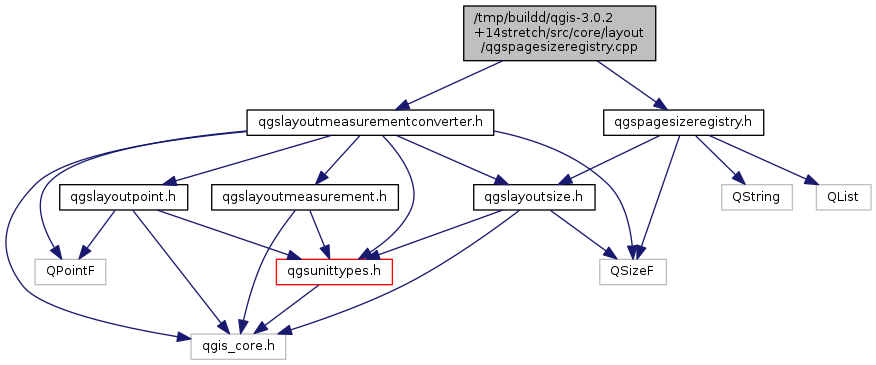 /tmp/buildd/qgis-3.0.2
+14stretch/src/core/layout
/qgspagesizeregistry.cpp
qgslayoutmeasurementconverter.h
qgspagesizeregistry.h
qgslayoutpoint.h
qgslayoutmeasurement.h
qgslayoutsize.h
QString
QList
QPointF
qgsunittypes.h
QSizeF
qgis_core.h